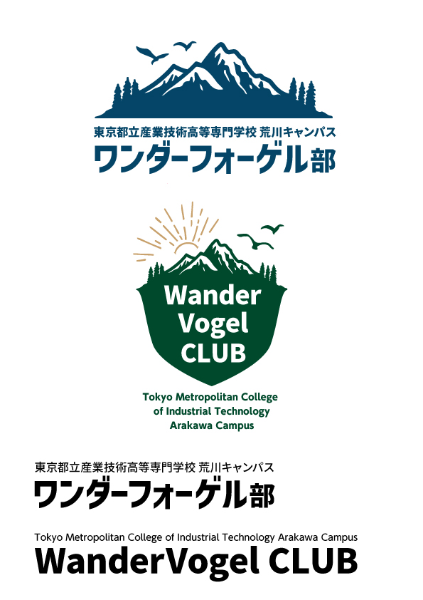 東京都立産業技術高等専門学校 荒川キャンパス
ワンダーフォーゲル部
Wander
Vogel
CLUB
Tokyo Metropolitan College
of Industrial Technology
Arakawa Campus
東京都立産業技術高等専門学校 荒川キャンパス
ワンダーフォーゲル部
Tokyo Metropolitan College of Industrial Technology Arakawa Campus
WanderVogel CLUB